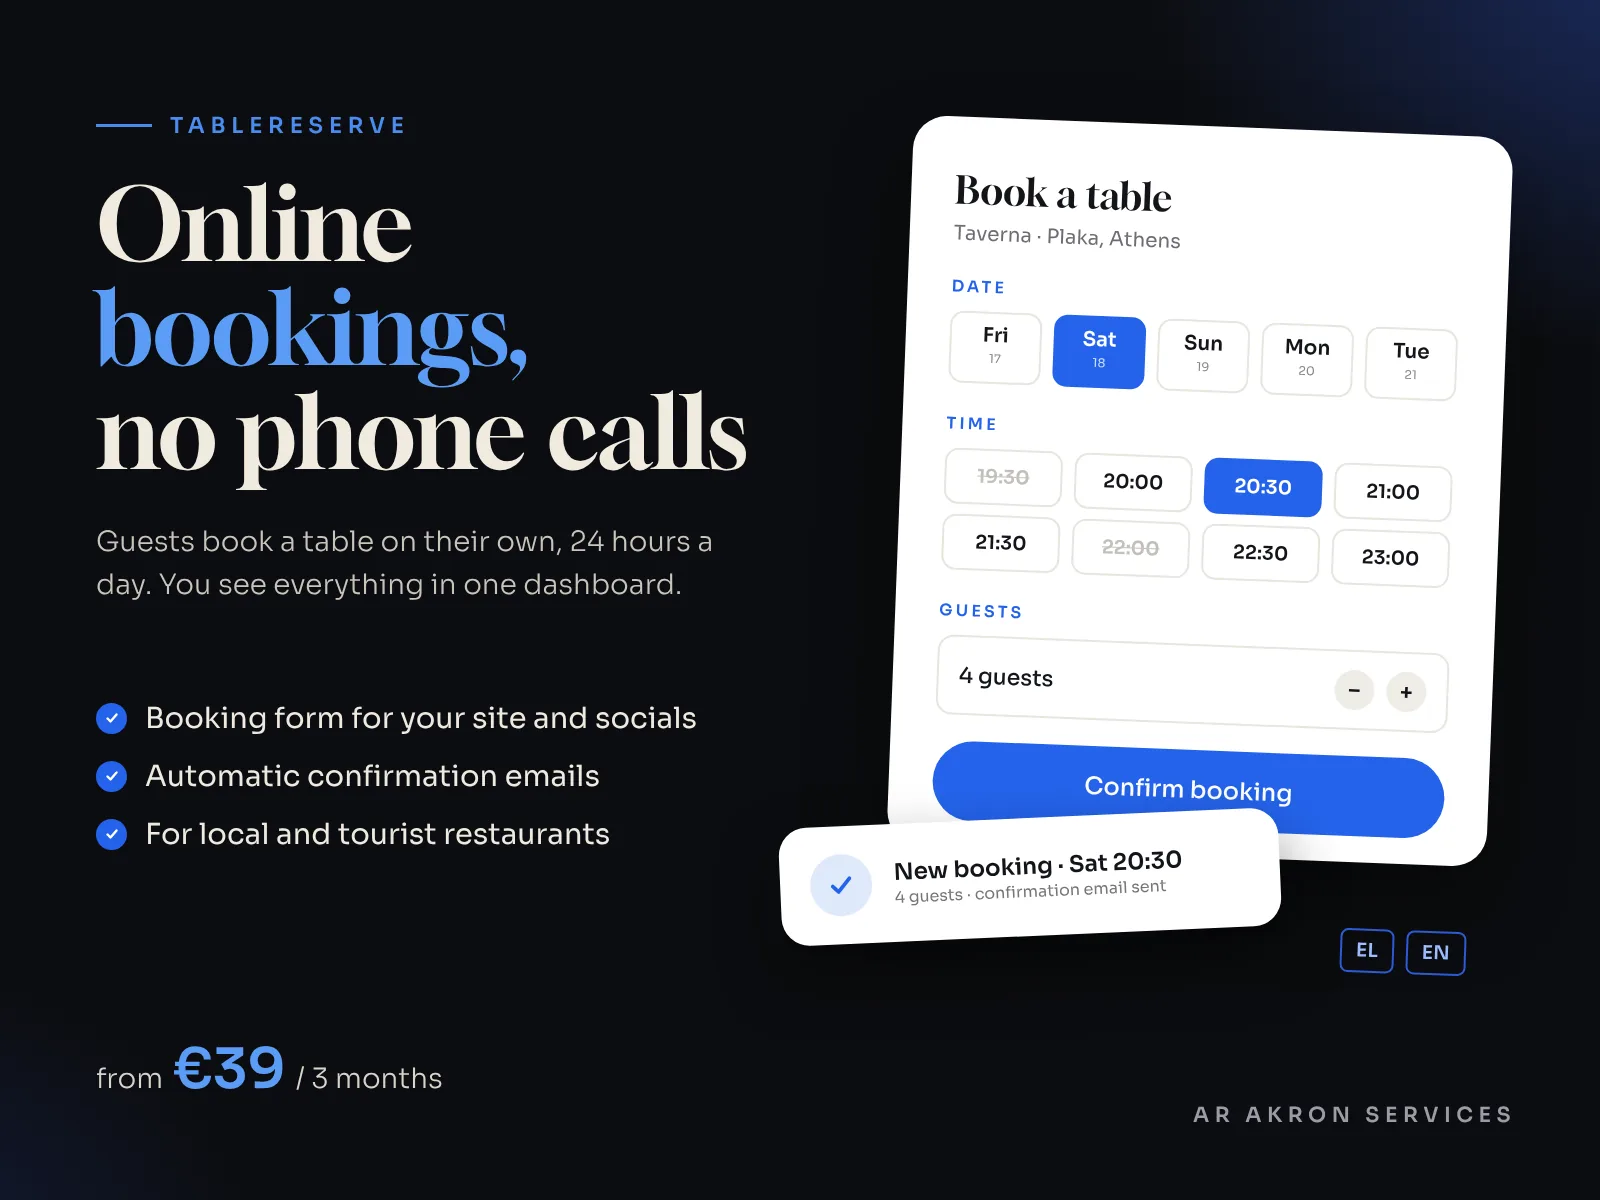 TABLERESERVE
Online
bookings,
no phone calls
Guests book a table on their own, 24 hours a
day. You see everything in one dashboard.
Booking form for your site and socials
Automatic confirmation emails
For local and tourist restaurants
from €39 / 3 months
Book a table
Taverna · Plaka, Athens
DATE
Fri Sat Sun Mon Tue
17 18 19 20 21
TIME
19:30 20:00 20:30 21:00
21:30 22:00 22:30 23:00
GUESTS
4 guests − +
Confirm booking
New booking · Sat 20:30
4 guests · confirmation email sent
EL EN
AR AKRON SERVICES